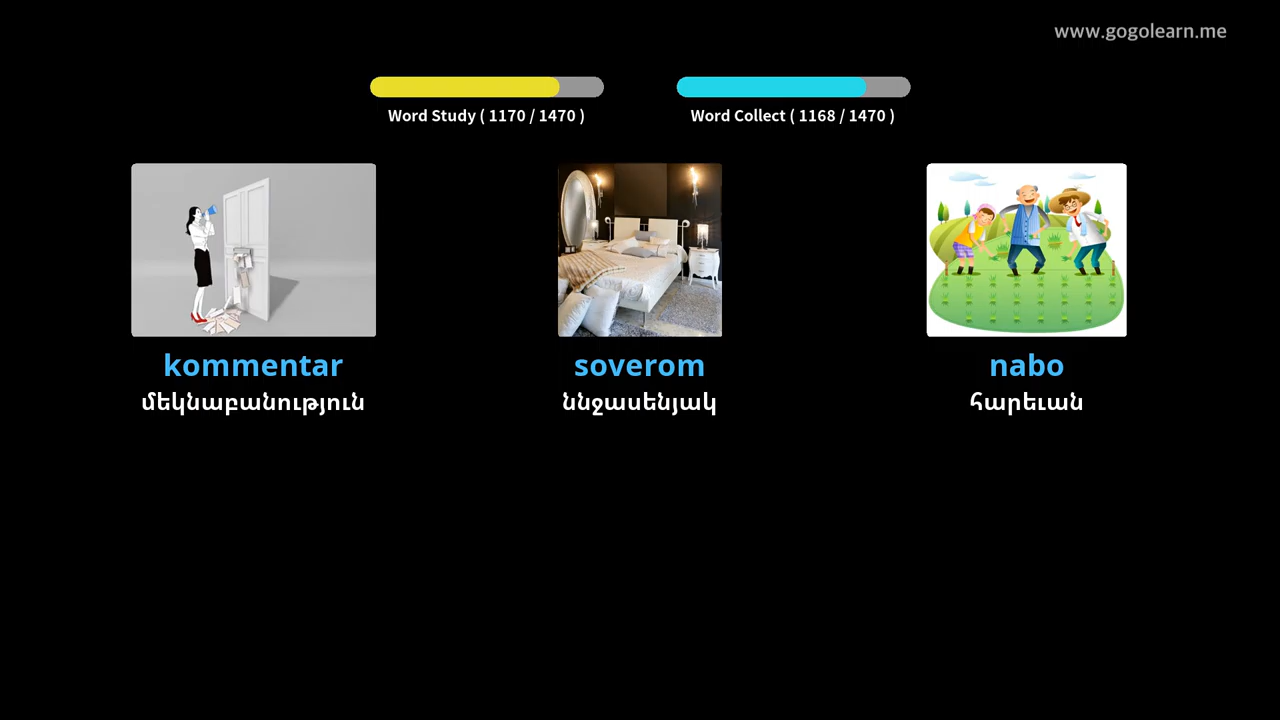 www.gogolearn.me
Word Study ( 1170 / 1470 )
Word Collect ( 1168 / 1470 )
kommentar
soverom
nabo
մեկնաբանություն
ննջասենյակ
հարեւան